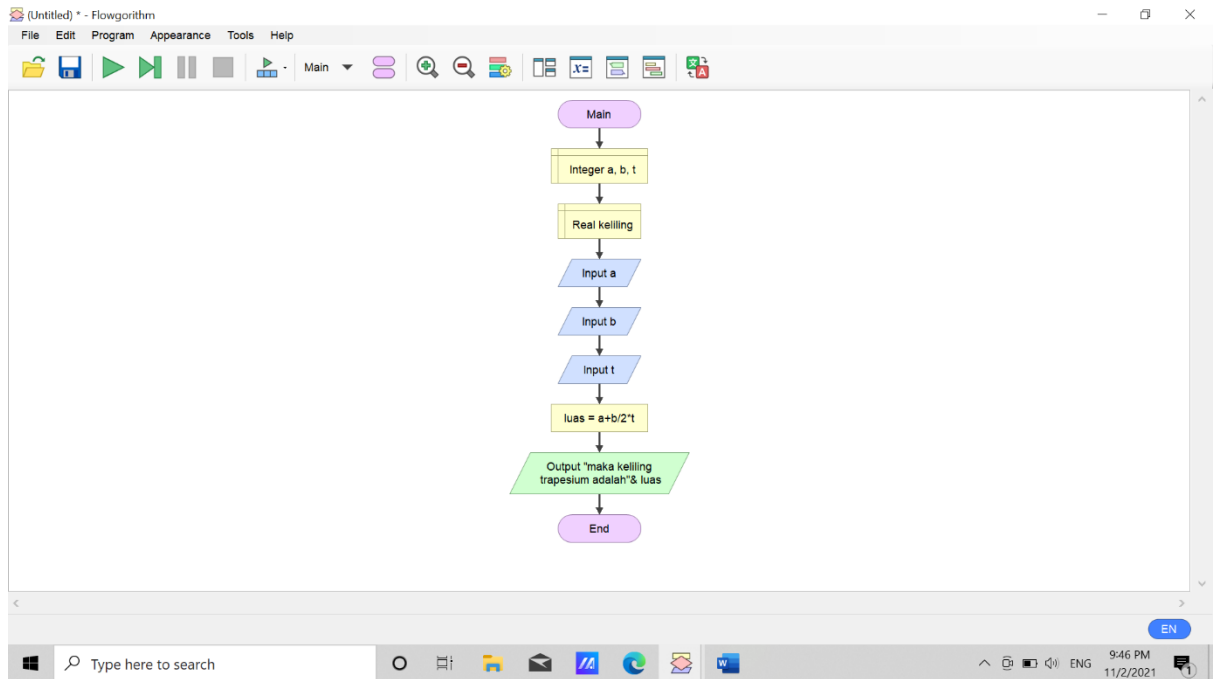 (Untitled) * - Flowgorithm
File Edit Program Appearance Tools Help
Main
Main
Integer a, b, t
Real keliling
Input a
Input b
Input t
luas = a+b/2*t
Output "maka keliling
trapesium adalah"& luas
End
EN
Type here to search
ENG
9:46 PM
11/2/2021
1